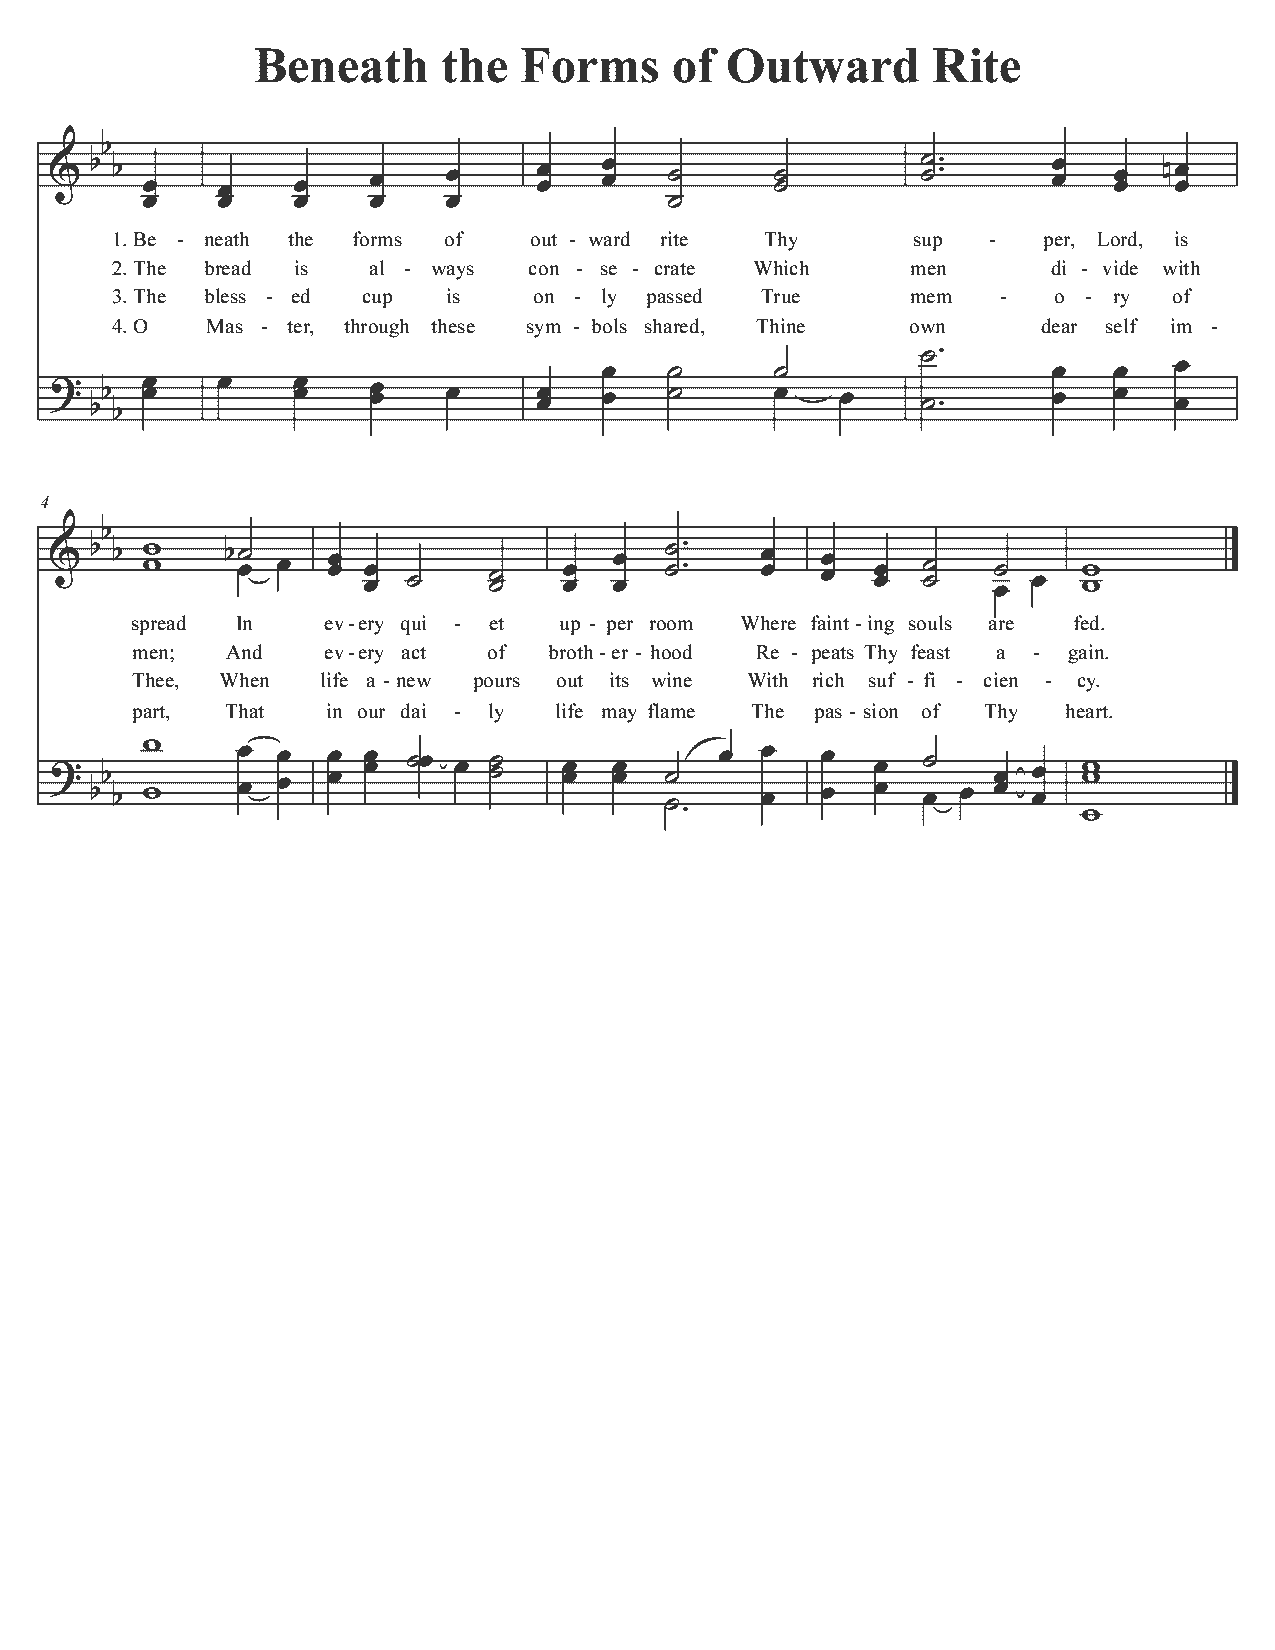 Beneath the Forms of Outward Rite
1. Be - neath the forms of out - ward rite Thy sup - per, Lord, is
2. The bread is al - ways con - se - crate Which men di - vide with
3. The bless - ed cup is on - ly passed True mem - o - ry of
4. O Mas - ter, through these sym - bols shared, Thine own dear self im -
4
spread In ev - ery qui - et up - per room Where faint - ing souls are fed.
men; And ev - ery act of broth - er - hood Re - peats Thy feast a - gain.
Thee, When life a - new pours out its wine With rich suf - fi - cien - cy.
part, That in our dai - ly life may flame The pas - sion of Thy heart.